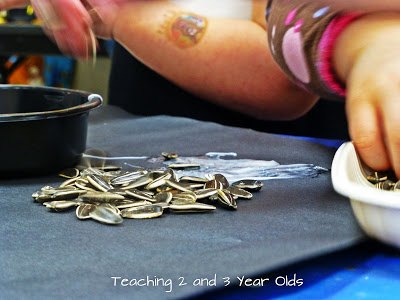 Teaching 2 and 3 Year Olds